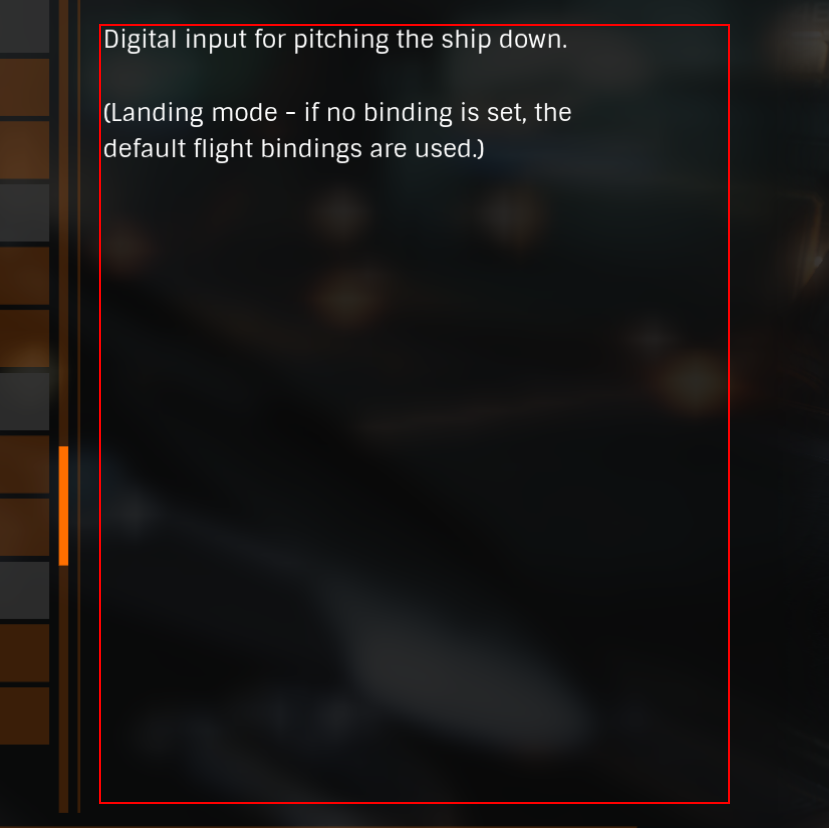 Digital input for pitching the ship down.
(Landing mode - if no binding is set, the
default flight bindings are used.)